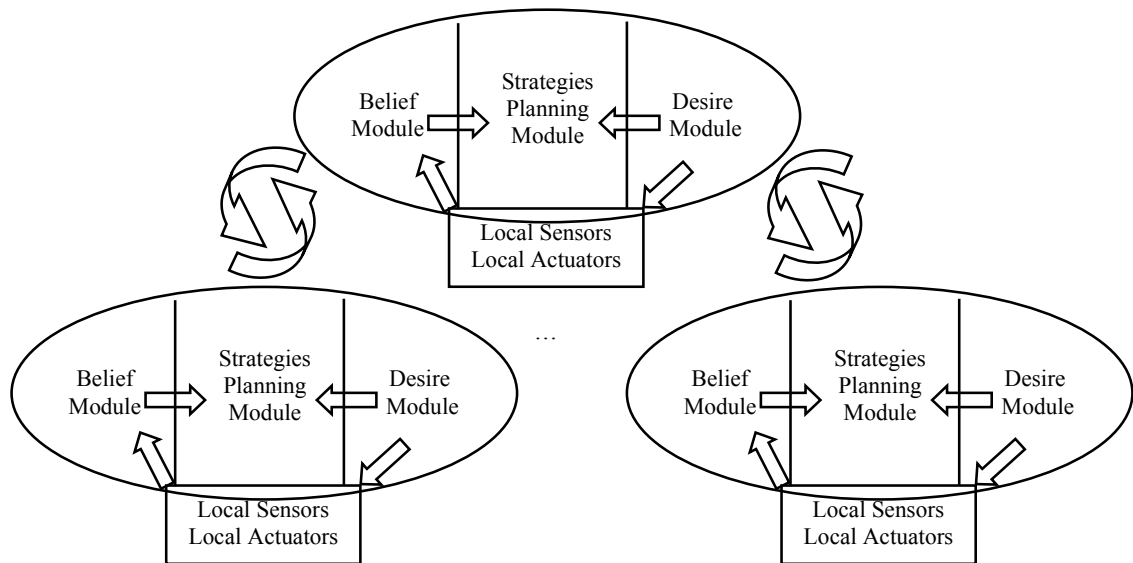 Belief
Module
Strategies
Planning
Module
Desire
Module
Local Sensors
Local Actuators
Belief
Module
Strategies
Planning
Module
Desire
Module
Local Sensors
Local Actuators
…
Belief
Module
Strategies
Planning
Module
Desire
Module
Local Sensors
Local Actuators